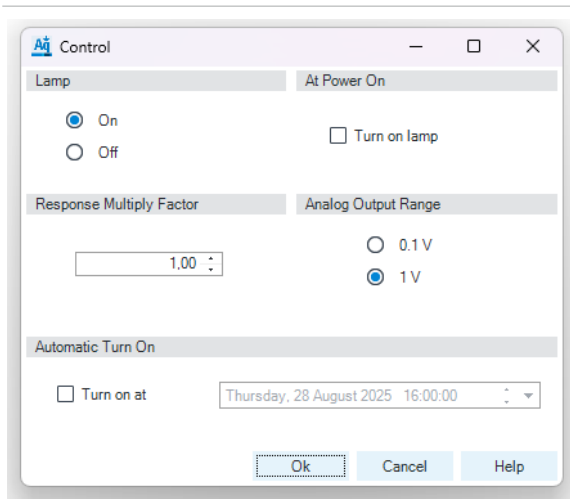 Control
Lamp
At Power On
On
Off
Turn on lamp
Response Multiply Factor
Analog Output Range
1,00
0.1 V
1 V
Automatic Turn On
Turn on at
Thursday, 28 August 2025 16:00:00
Ok
Cancel
Help